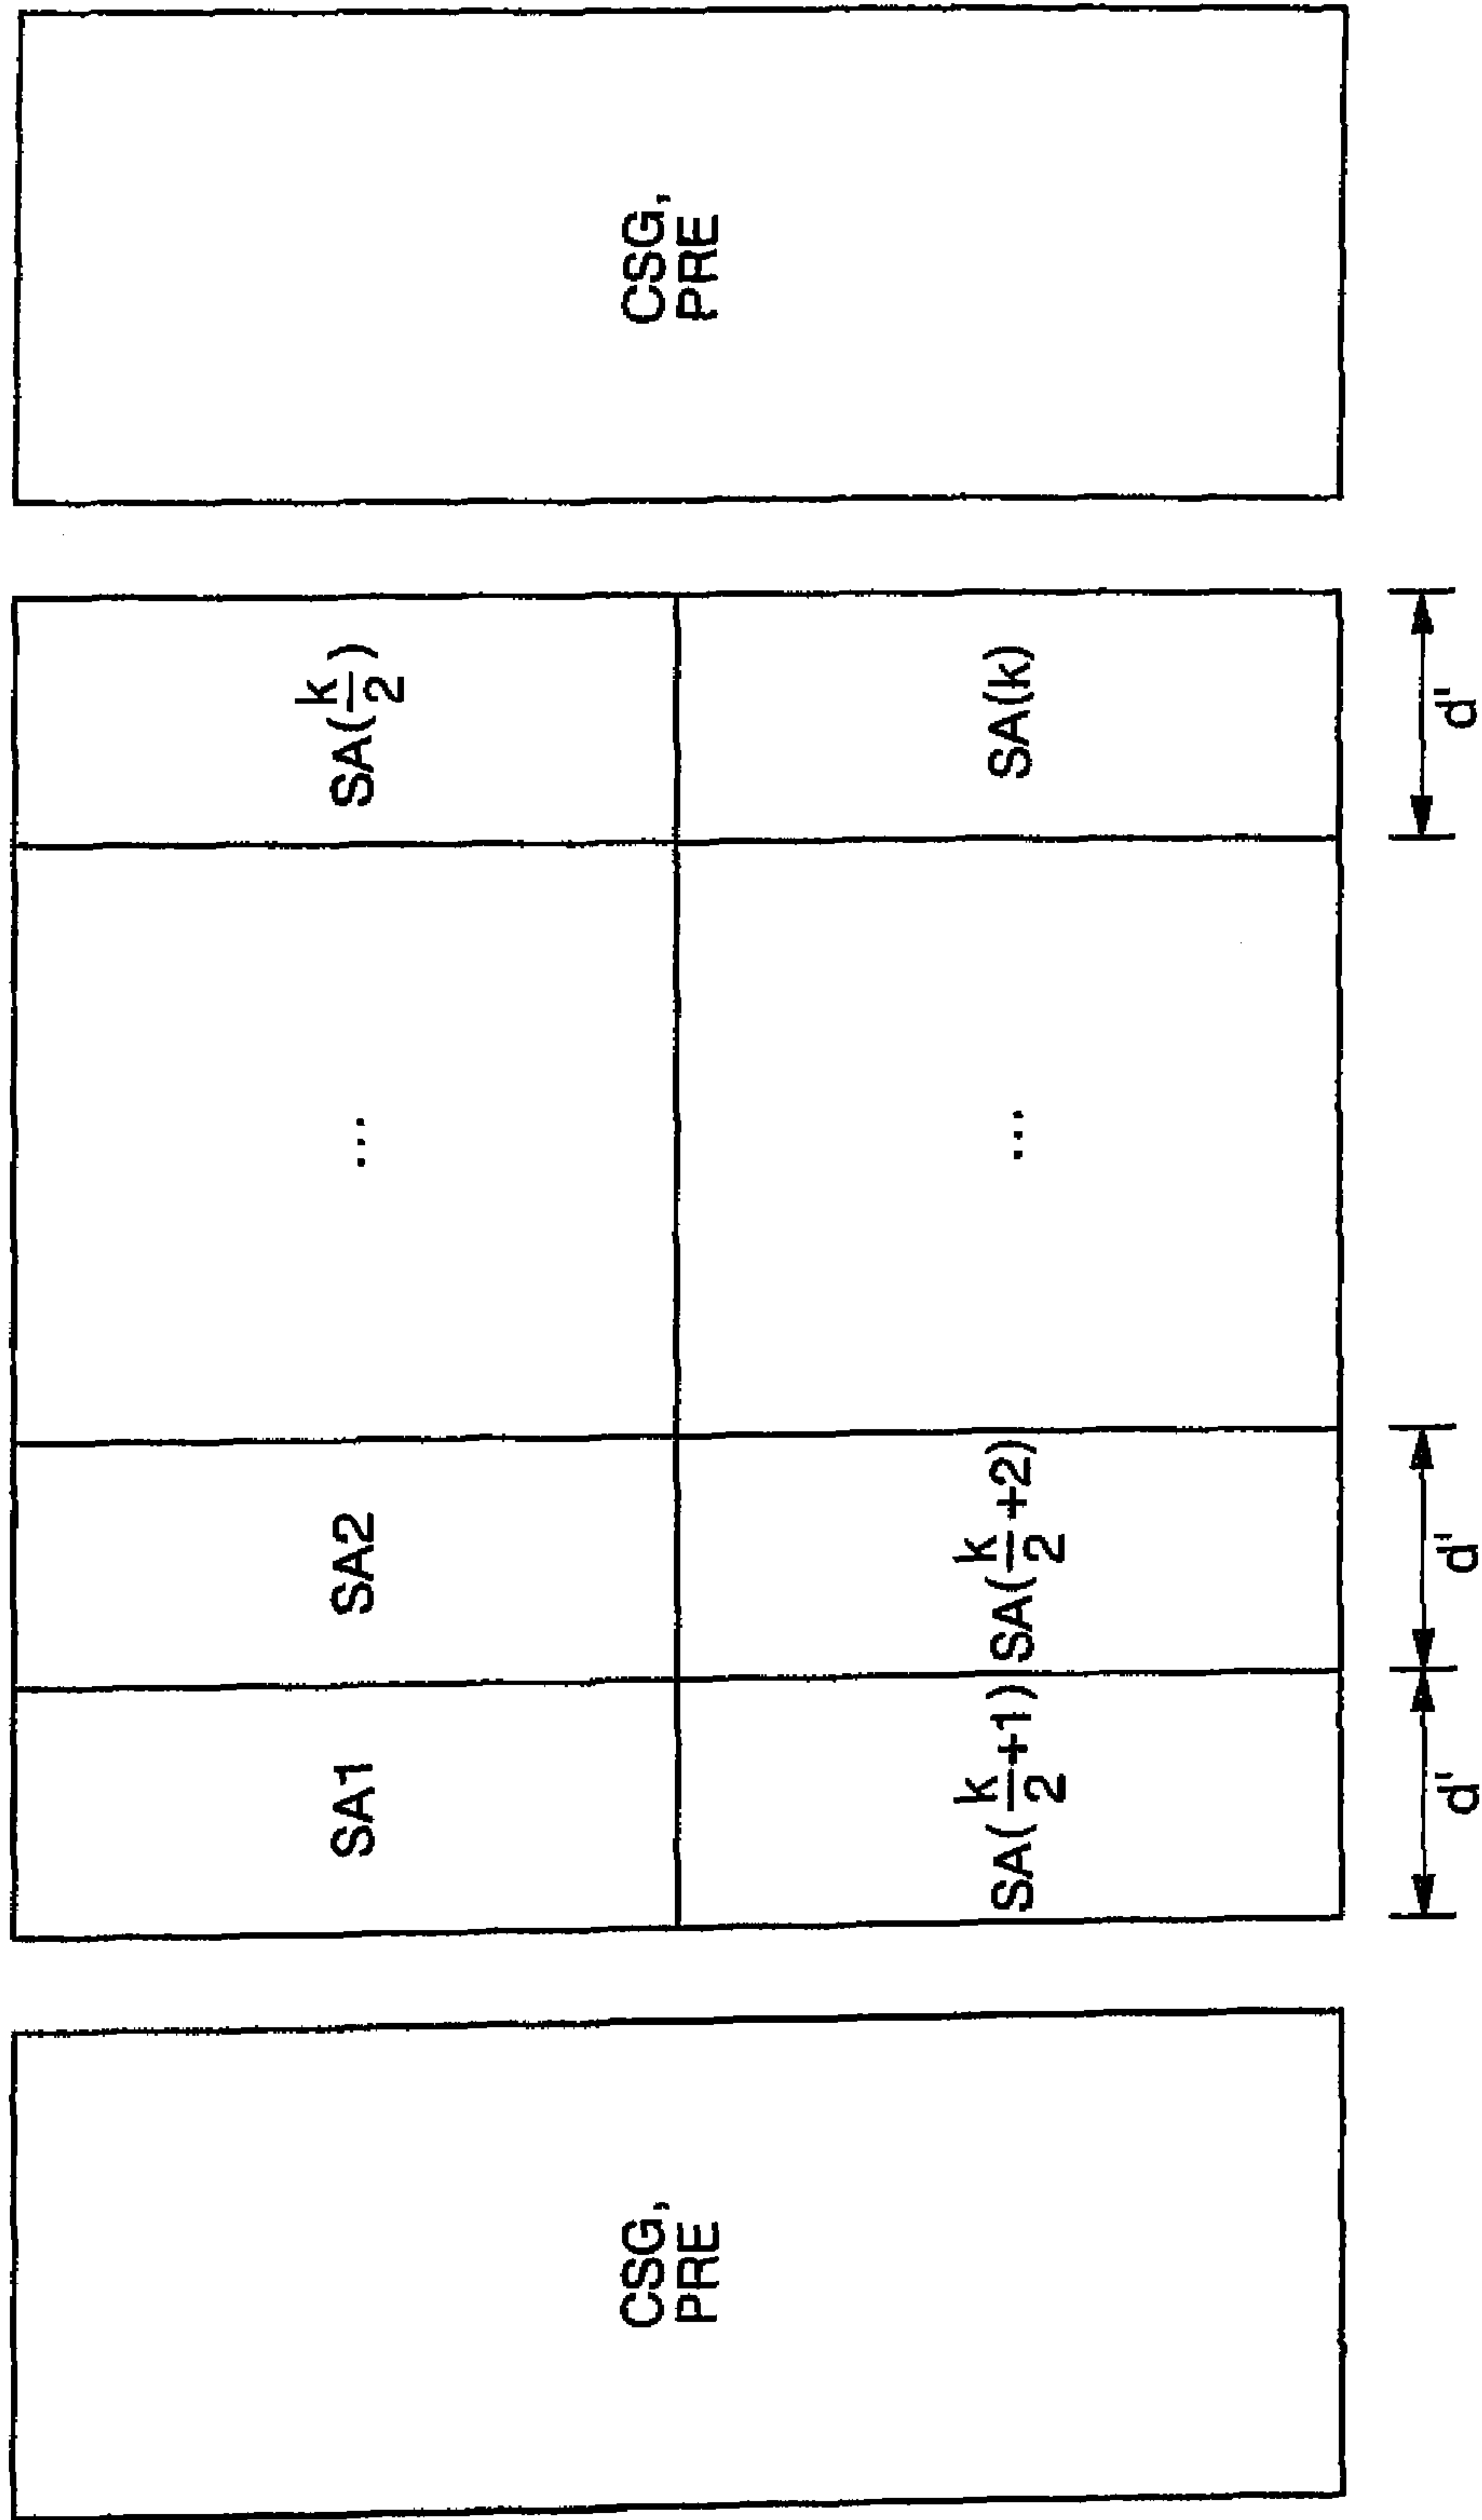 CSG,
PRE
SA1
SA2
...
SA(k/2)
SA(k/2+1)
SA(k/2+2)
...
SA(k)
CSG,
PRE
d'
d'
d'